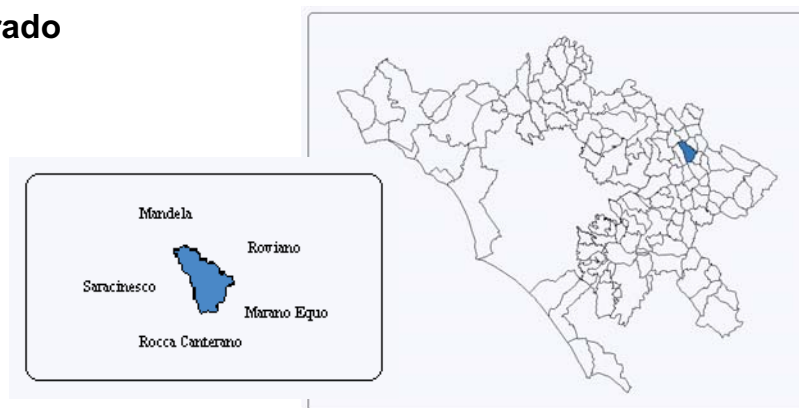 rado
Mandela
Roviano
Saracinesco
Marano Equo
Rocca Canterano